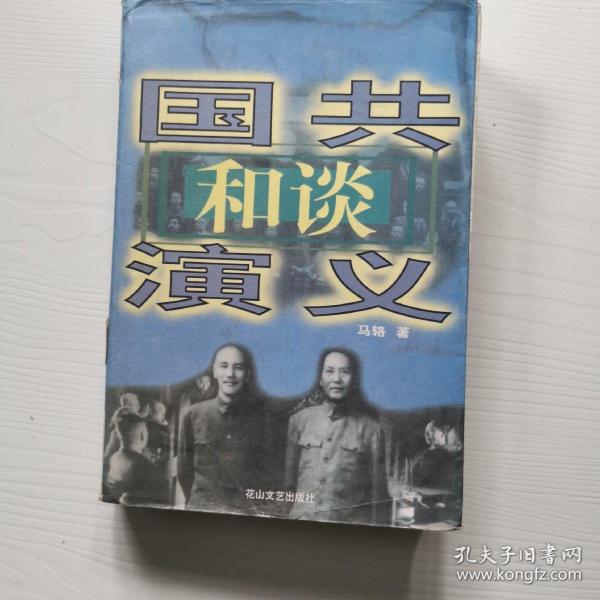 国共
和谈
演义
马辂 著
花山文艺出版社
孔夫子旧书网
www.kongfz.com